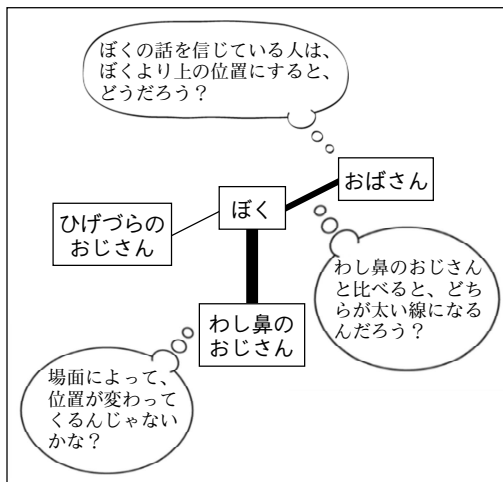 ぼくの話を信じている人は、
ぼくより上の位置にすると、
どうだろう？
おばさん
ぼく
ひげづらの
おじさん
わし鼻のおじさん
と比べると、どち
らが太い線になる
んだろう？
わし鼻の
おじさん
場面によって、
位置が変わって
くるんじゃない
かな？